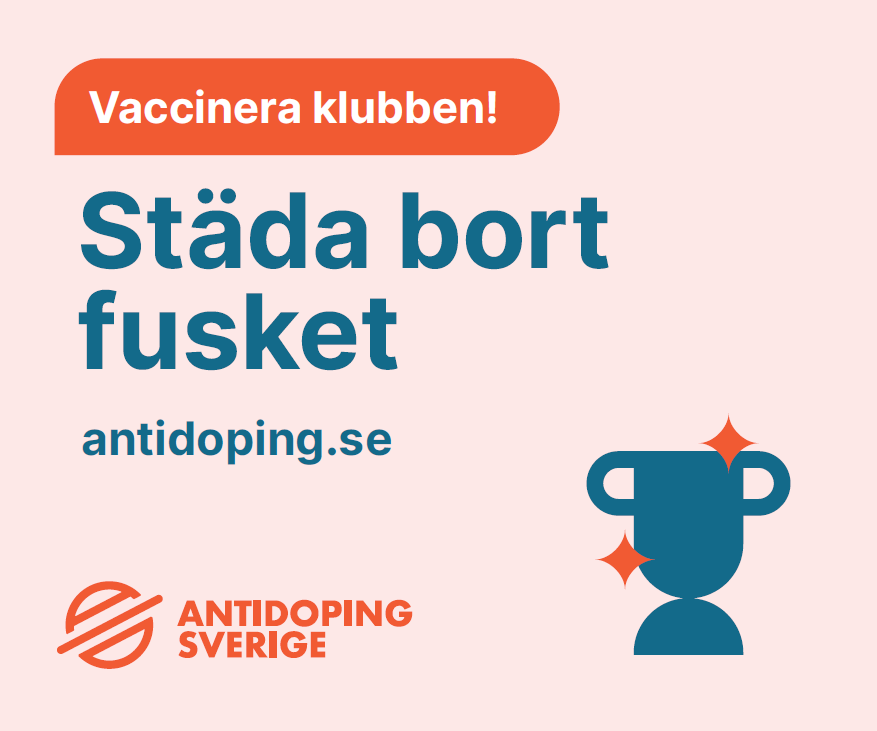 Vaccinera klubben!
Städa bort
fusket
antidoping.se
ANTIDOPING
SVERIGE